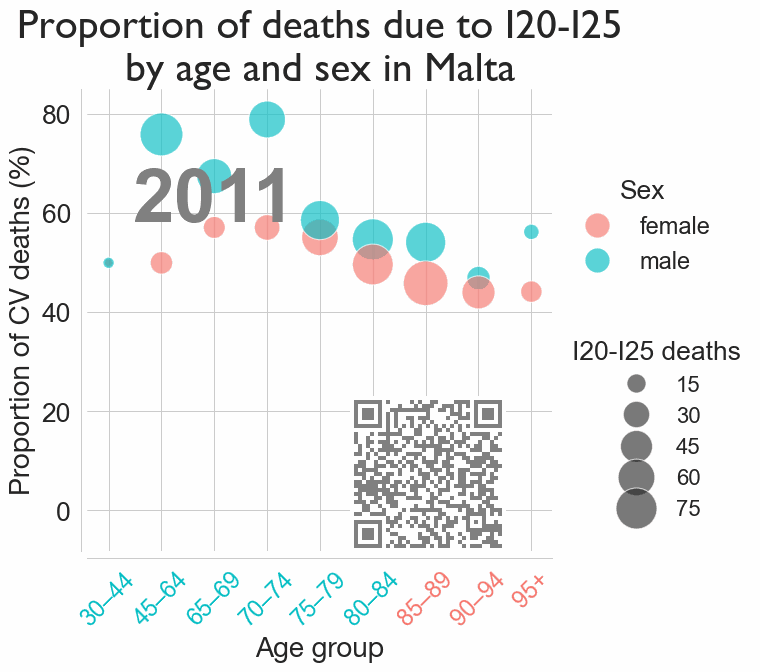 Proportion of deaths due to I20-I25
by age and sex in Malta
80
60
40
20
0
Proportion of CV deaths (%)
2011
30–44
45–64
65–69
70–74
75–79
80–84
85–89
90–94
95+
Age group
Sex
female
male
I20-I25 deaths
15
30
45
60
75